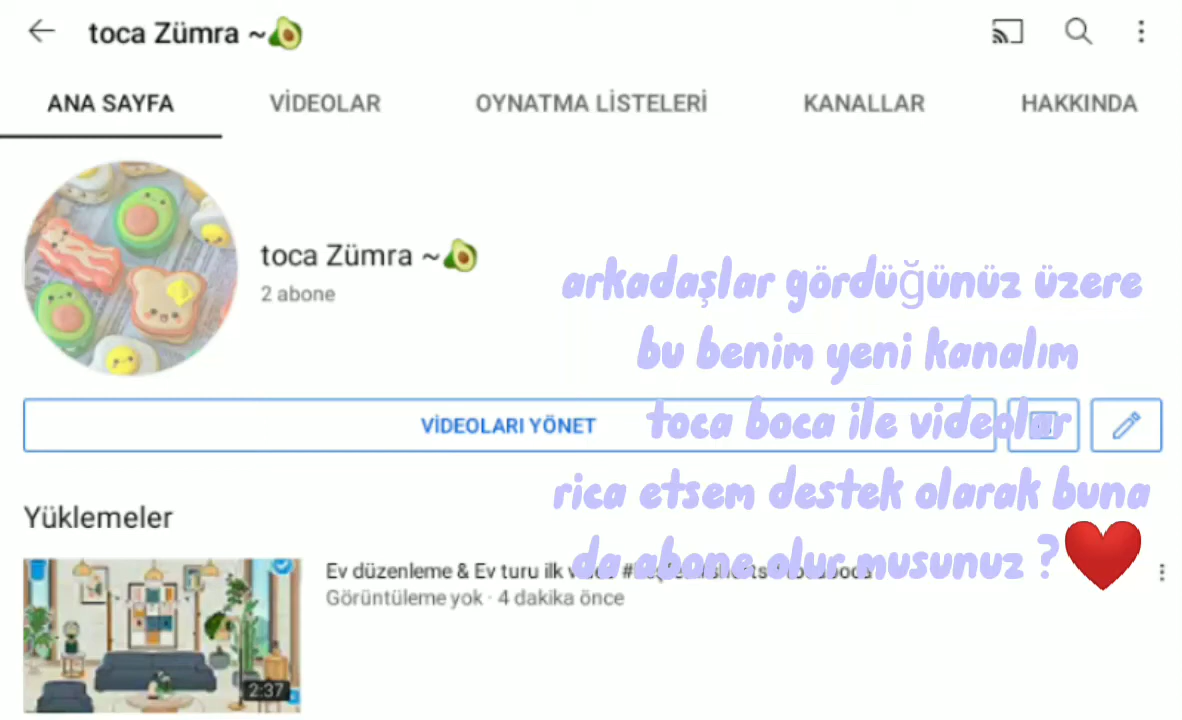 toca Zümra ~🥑
ANA SAYFA VİDEOLAR OYNATMA LİSTELERİ KANALLAR HAKKINDA
toca Zümra ~🥑
2 abone
arkadaşlar gördüğünüz üzere
bu benim yeni kanalım
VİDEOLARI YÖNET
toca boca ile videolar
rica etsem destek olarak buna
Yüklemeler
da abone olur musunuz ?❤️
Ev düzenleme & Ev turu ilk
Görüntüleme yok · 4 dakika önce
2:37